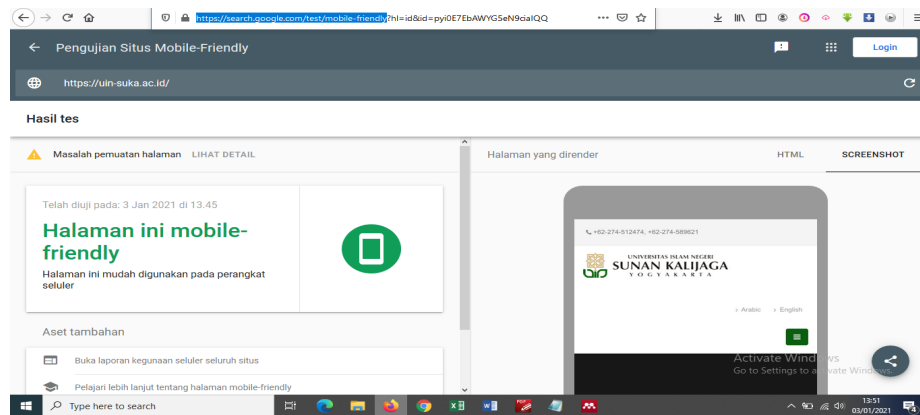 https://search.google.com/test/mobile-friendly?hl=id&id=pyi0E7EbAWYG5eN9cialQQ
Pengujian Situs Mobile-Friendly
Login
https://uin-suka.ac.id/
Hasil tes
Masalah pemuatan halaman LIHAT DETAIL
Halaman yang dirender
HTML
SCREENSHOT
Telah diuji pada: 3 Jan 2021 di 13.45
Halaman ini mobile-
friendly
Halaman ini mudah digunakan pada perangkat
seluler
Aset tambahan
Buka laporan kegunaan seluler seluruh situs
Pelajari lebih lanjut tentang halaman mobile-friendly
+62-274-512474, +62-274-589621
UNIVERSITAS ISLAM NEGERI
SUNAN KALIJAGA
YOGYAKARTA
> Arabic > English
Activate Windows
Go to Settings to activate Windows.
Type here to search
13:51
03/01/2021